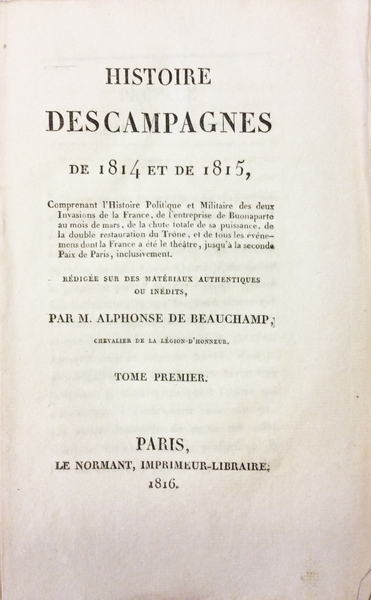 HISTOIRE
DES CAMPAGNES
DE 1814 ET DE 1815,
Comprenant l'Histoire Politique et Militaire des deux
Invasions de la France, de l'entreprise de Buonaparte
au mois de mars, de la chute totale de sa puissance, de
la double restauration du Trône, et de tous les événe-
mens dont la France a été le théâtre, jusqu'à la seconde
Paix de Paris, inclusivement.
RÉDIGÉE SUR DES MATÉRIAUX AUTHENTIQUES
OU INÉDITS,
PAR M. ALPHONSE DE BEAUCHAMP,
CHEVALIER DE LA LÉGION-D'HONNEUR.
TOME PREMIER.
PARIS,
LE NORMANT, IMPRIMEUR-LIBRAIRE.
1816.